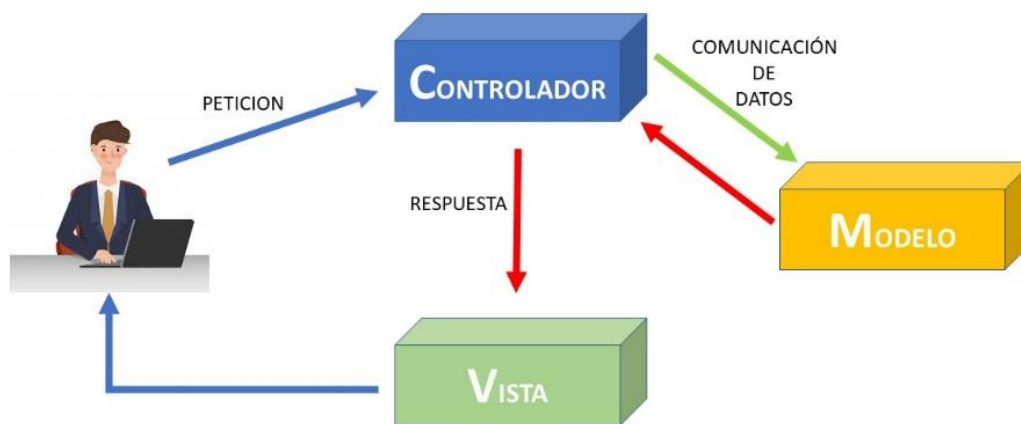 CONTROLADOR
COMUNICACIÓN
DE
DATOS
PETICION
RESPUESTA
MODELO
VISTA